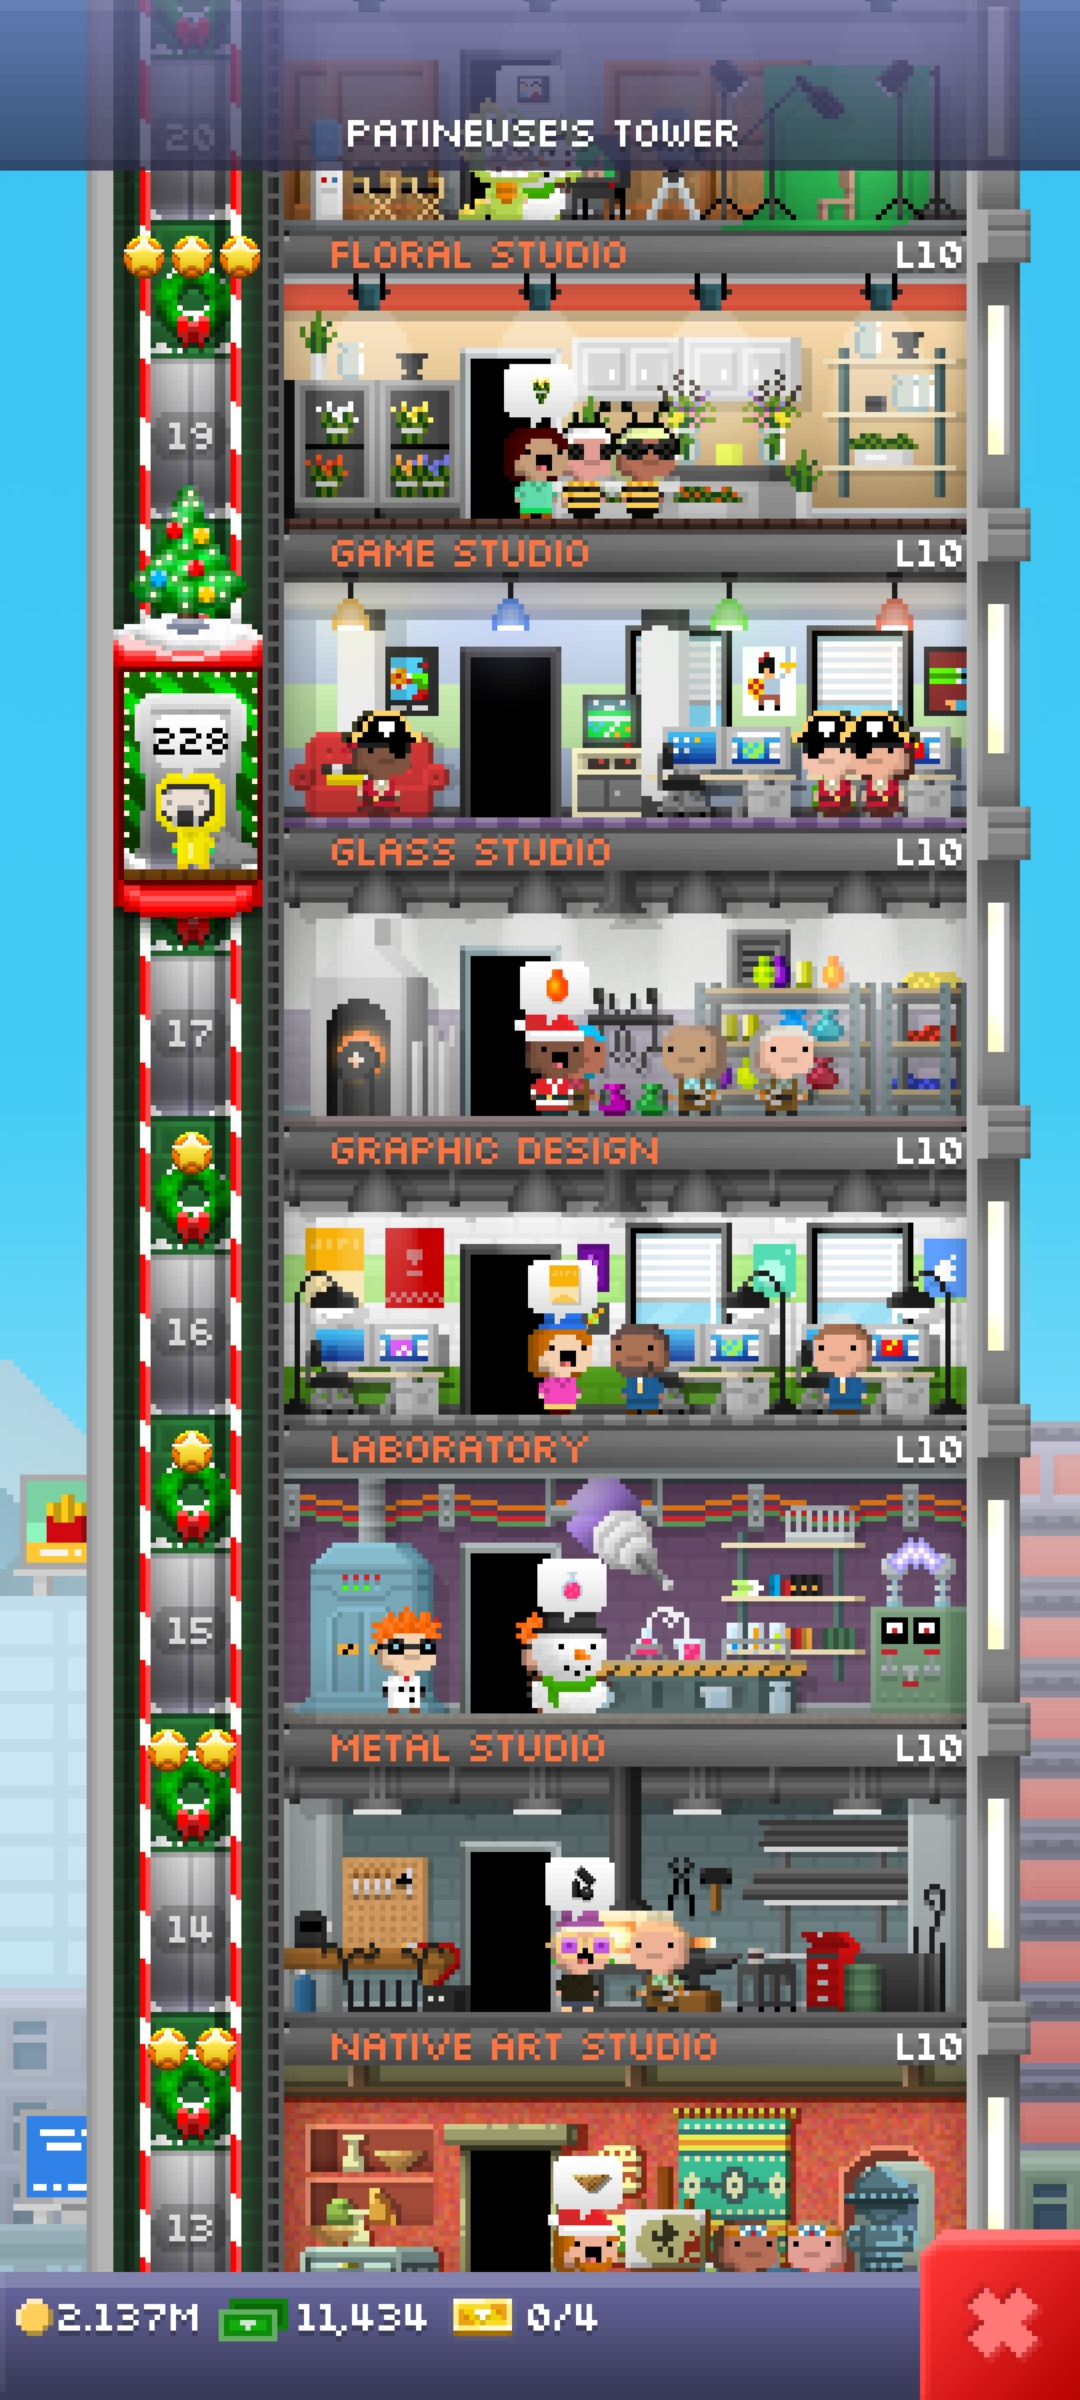 20
PATINEUSE'S TOWER
FLORAL STUDIO L10
19
GAME STUDIO L10
228
GLASS STUDIO L10
17
GRAPHIC DESIGN L10
16
LABORATORY L10
15
METAL STUDIO L10
14
NATIVE ART STUDIO L10
13
2.137M 11,434 0/4